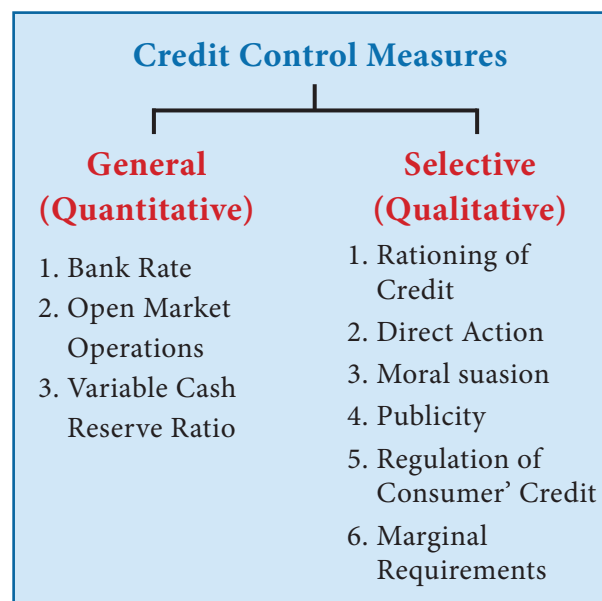 Credit Control Measures
General
(Quantitative)
1. Bank Rate
2. Open Market
Operations
3. Variable Cash
Reserve Ratio
Selective
(Qualitative)
1. Rationing of
Credit
2. Direct Action
3. Moral suasion
4. Publicity
5. Regulation of
Consumer’ Credit
6. Marginal
Requirements